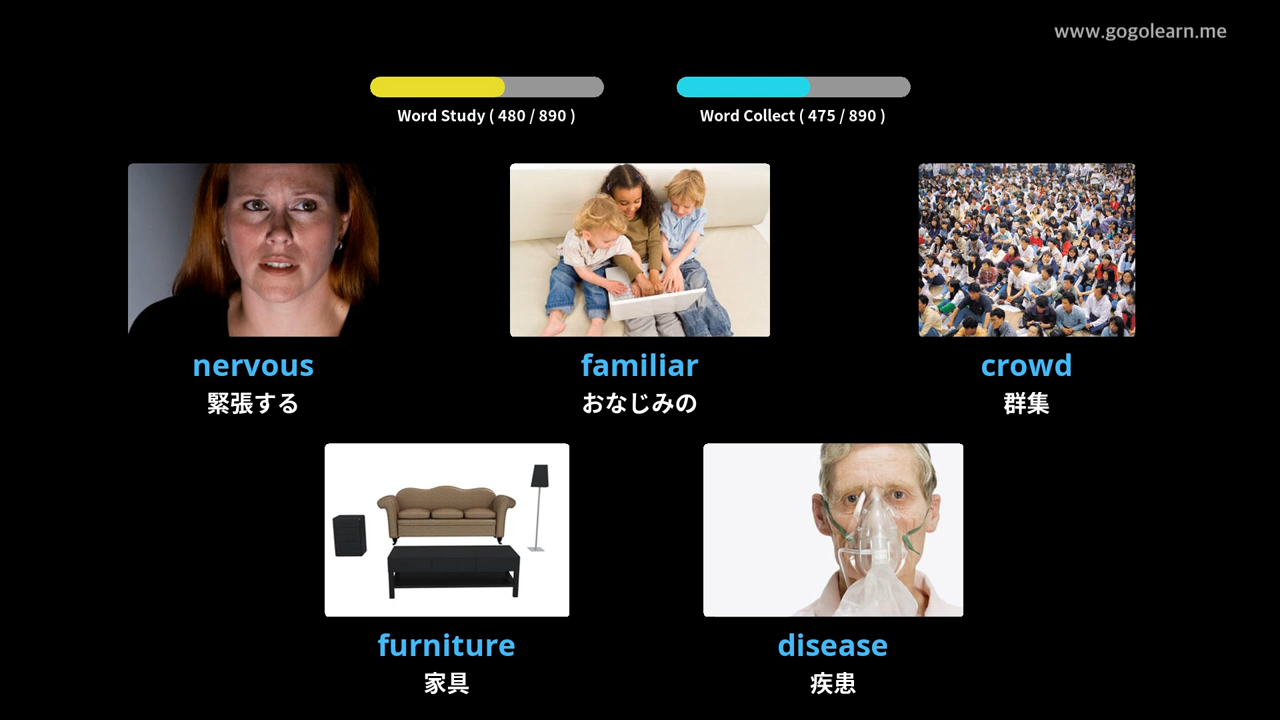 www.gogolearn.me
Word Study ( 480 / 890 )
Word Collect ( 475 / 890 )
nervous
緊張する
familiar
おなじみの
crowd
群集
furniture
家具
disease
疾患